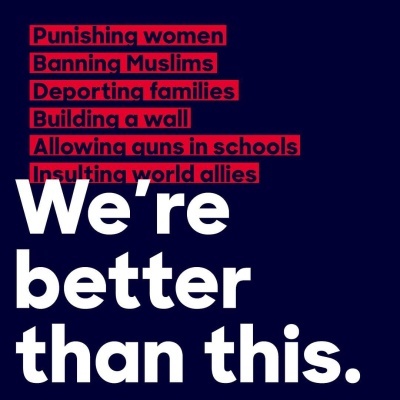 Punishing women
Banning Muslims
Deporting families
Building a wall
Allowing guns in schools
Insulting world allies
We're
better
than this.